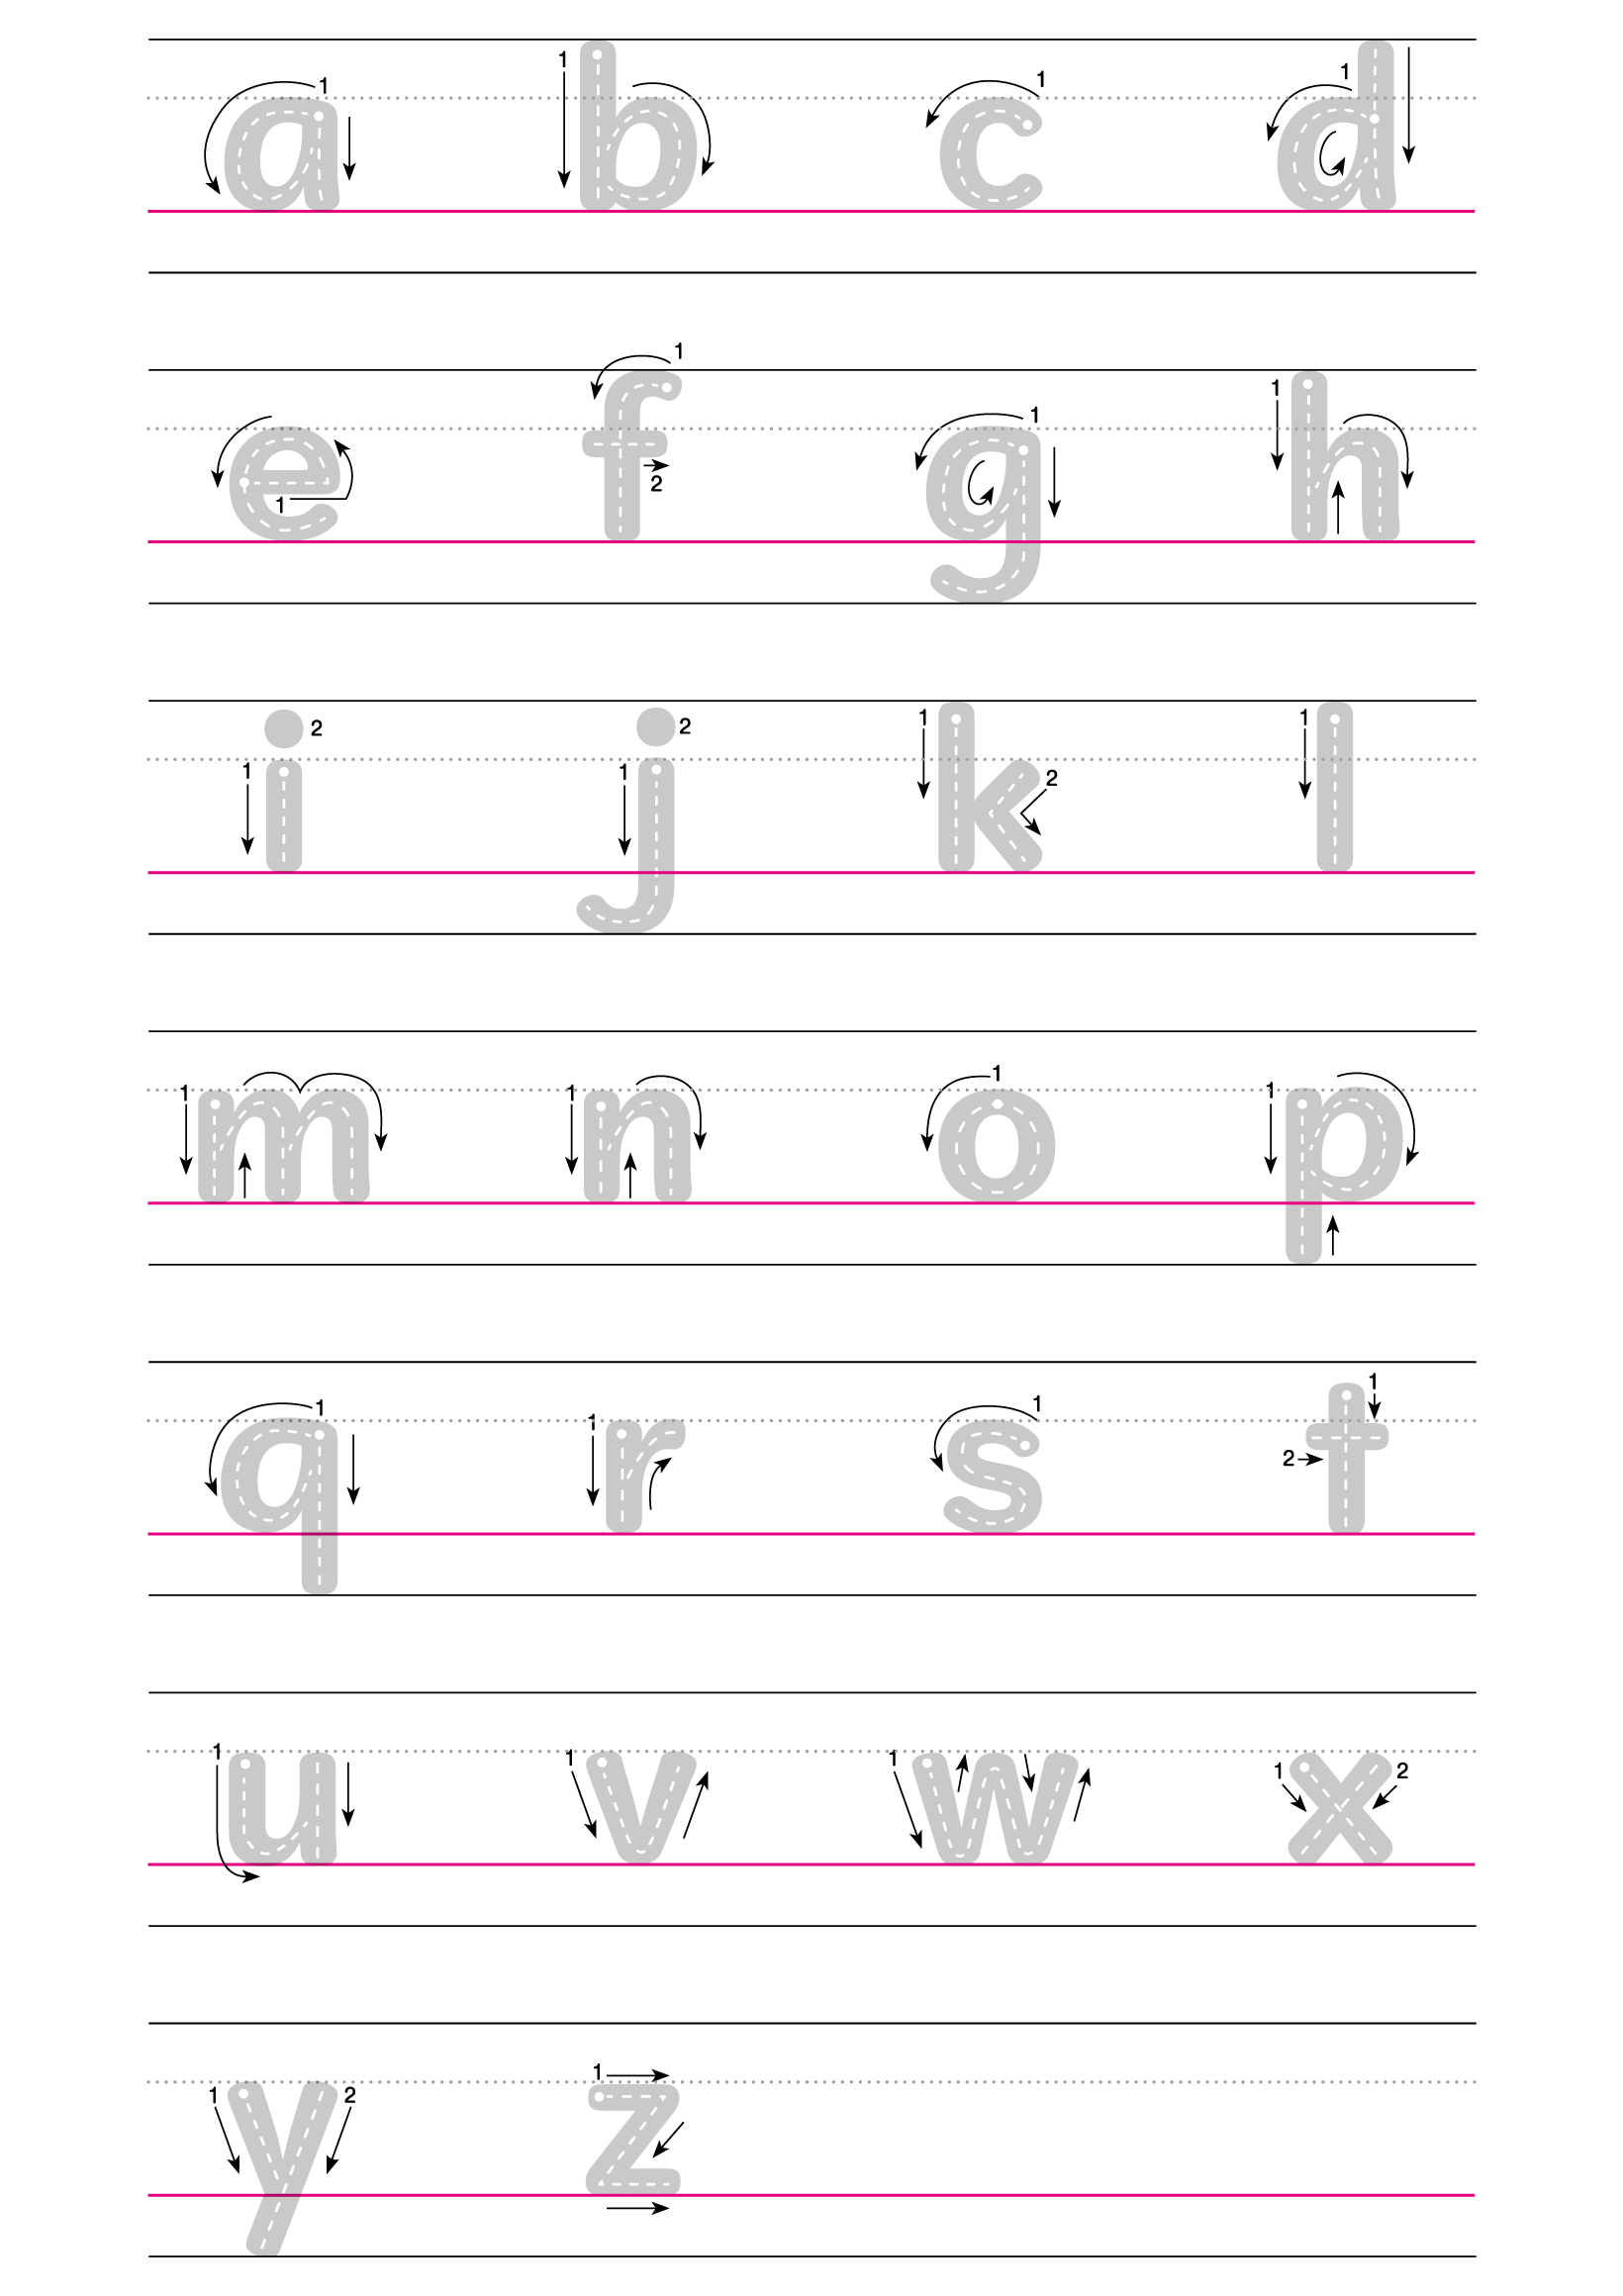 a 1 b 1 c 1 d 1
e 1 f 1 2 g 1 h 1
i 1 2 j 1 2 k 1 2 l 1
m 1 n 1 o 1 p 1
q 1 r 1 s 1 t 1 2
u 1 v 1 w 1 x 1 2
y 1 2 z 1